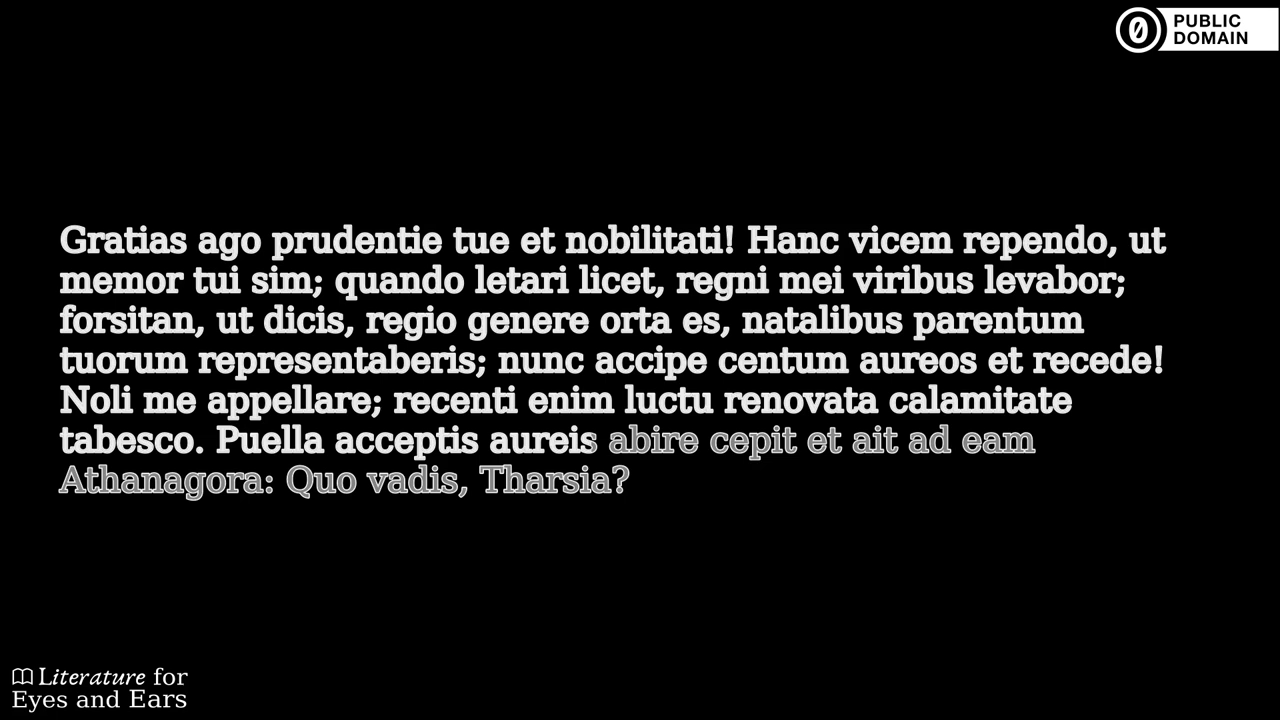 PUBLIC
DOMAIN
Gratias ago prudentie tue et nobilitati! Hanc vicem rependo, ut
memor tui sim; quando letari licet, regni mei viribus levabor;
forsitan, ut dicis, regio genere orta es, natalibus parentum
tuorum representaberis; nunc accipe centum aureos et recede!
Noli me appellare; recenti enim luctu renovata calamitate
tabesco. Puella acceptis aureis abire cepit et ait ad eam
Athanagora: Quo vadis, Tharsia?
Literature for
Eyes and Ears